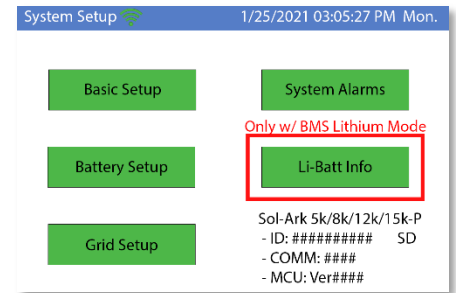 System Setup 1/25/2021 03:05:27 PM Mon.
Basic Setup System Alarms
Only w/ BMS Lithium Mode
Battery Setup Li-Batt Info
Sol-Ark 5k/8k/12k/15k-P
Grid Setup - ID: ########## SD
- COMM: ####
- MCU: Ver####